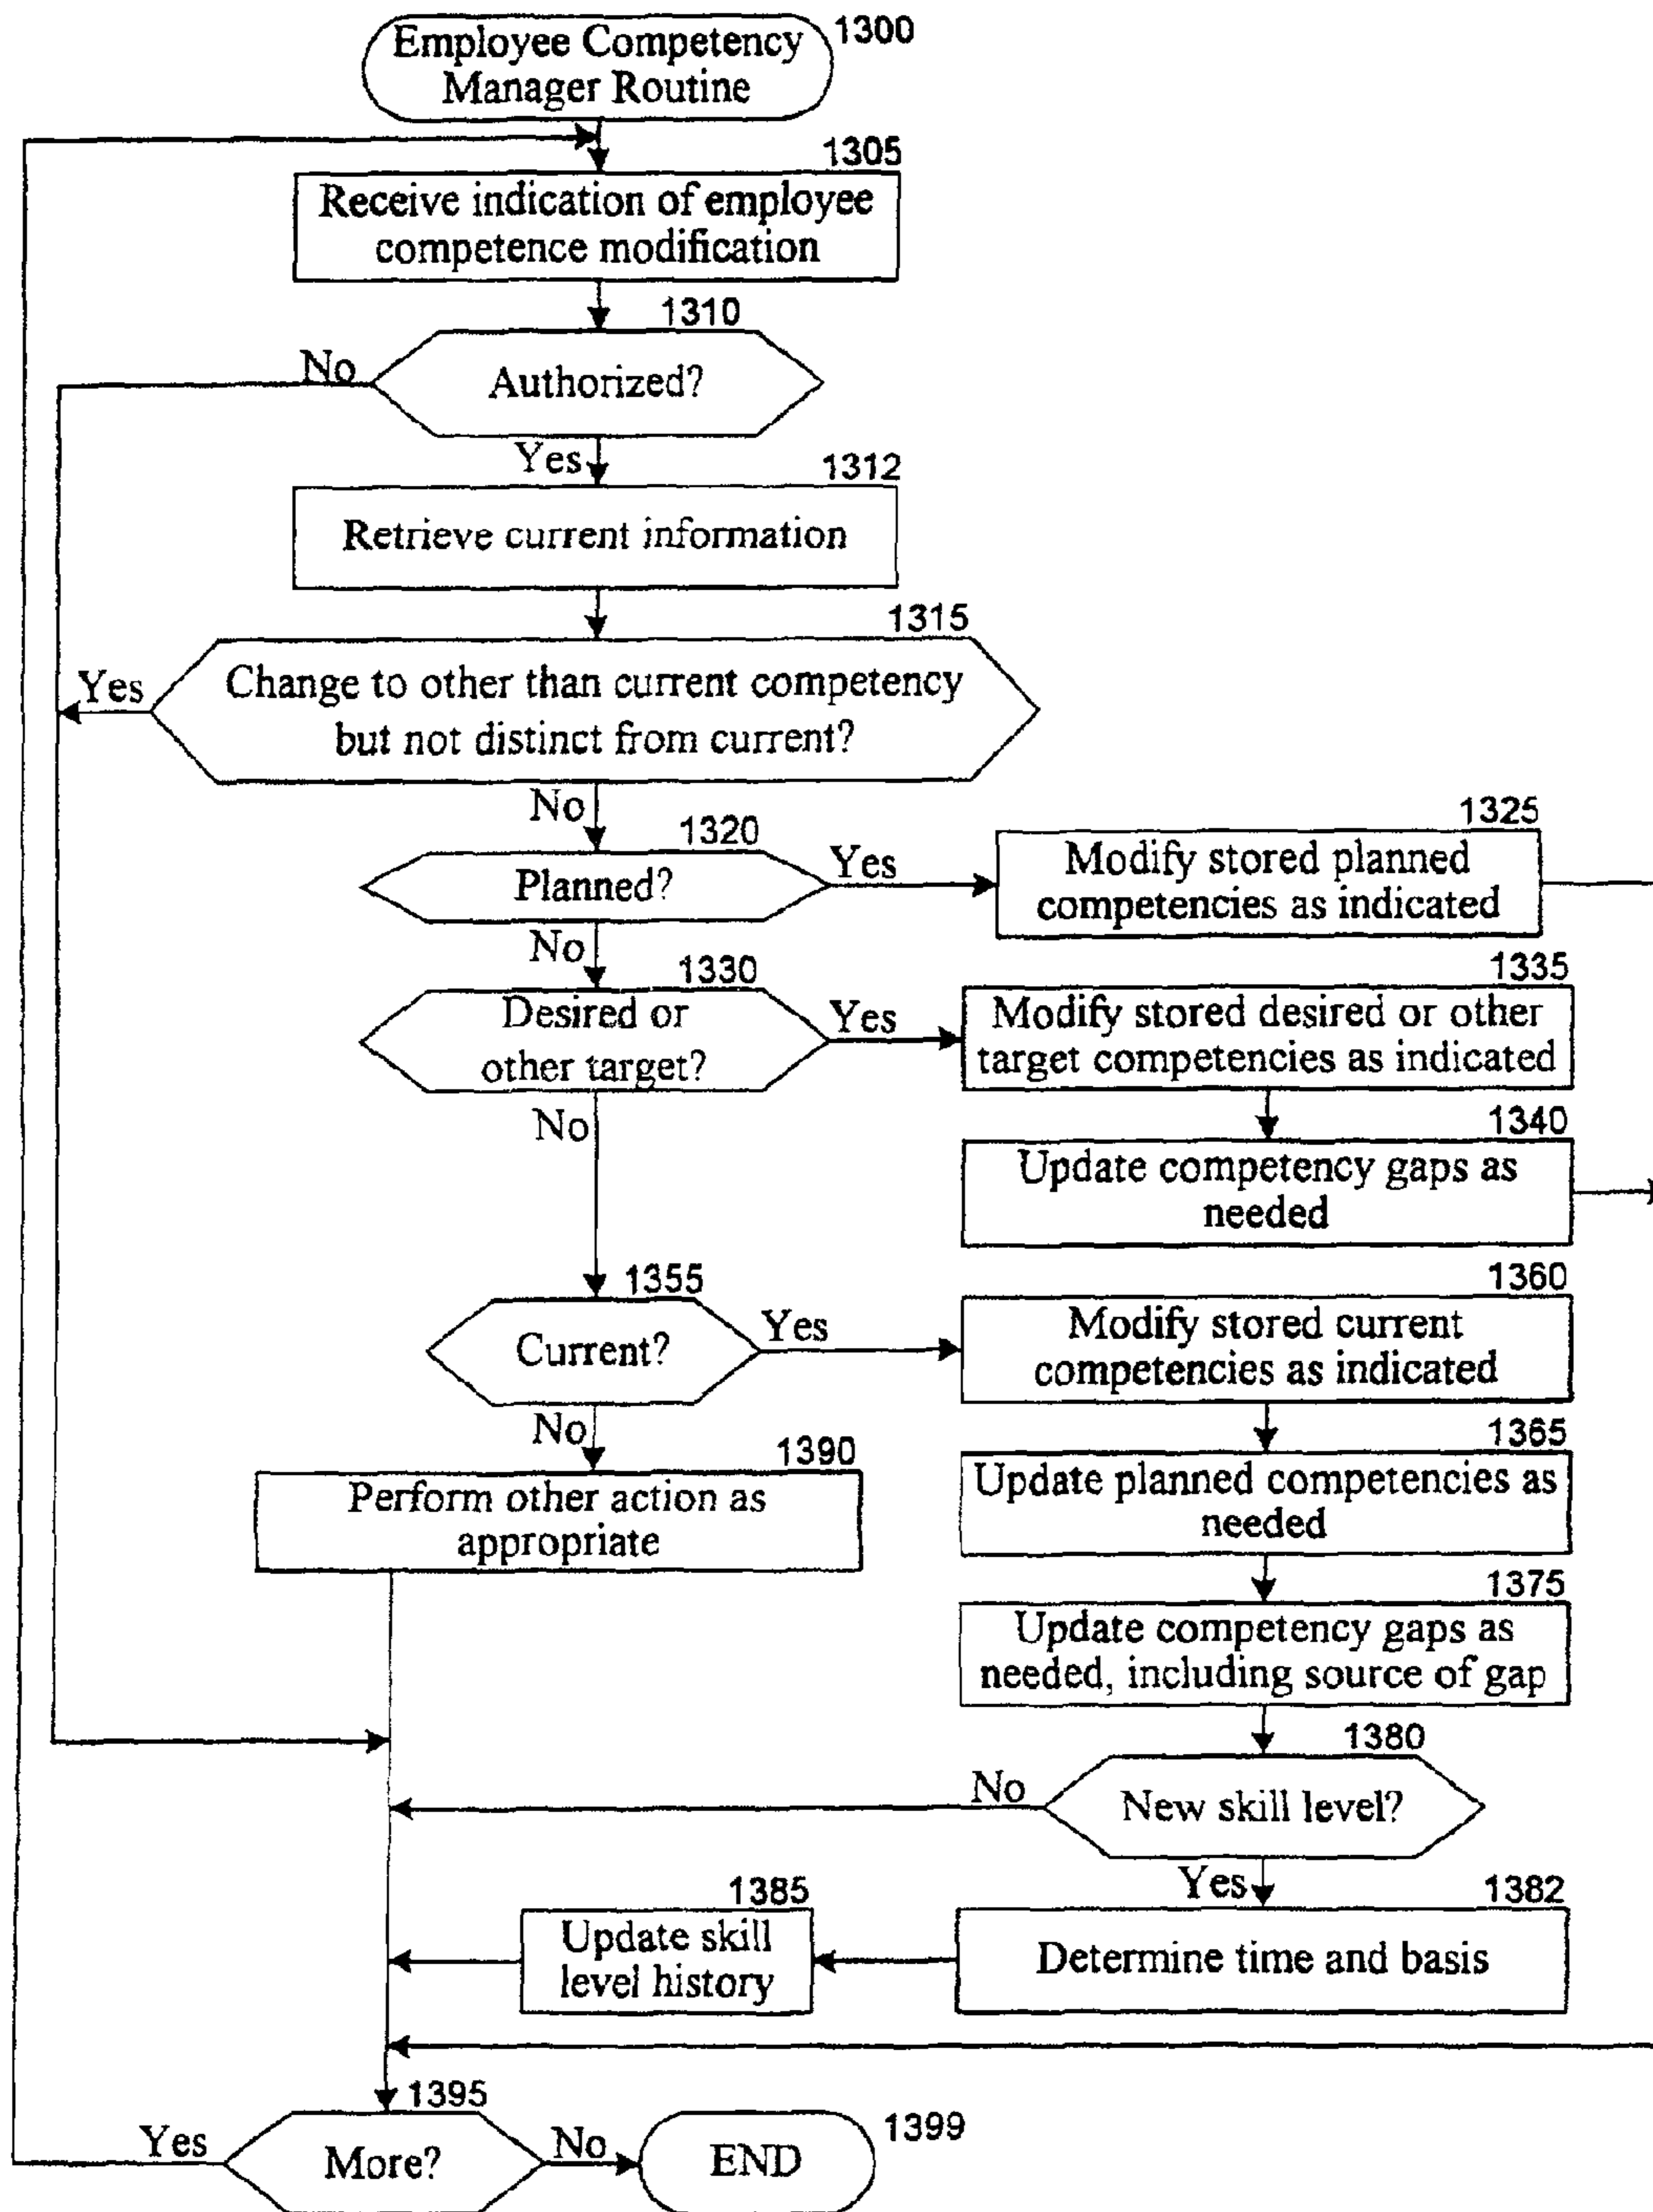 Employee Competency
Manager Routine
1300
1305
Receive indication of employee
competence modification
1310
No
Authorized?
Yes
1312
Retrieve current information
1315
Yes
Change to other than current competency
but not distinct from current?
No
1320
Planned?
Yes
1325
Modify stored planned
competencies as indicated
No
1330
Desired or
other target?
Yes
1335
Modify stored desired or other
target competencies as indicated
No
1340
Update competency gaps as
needed
1355
Current?
Yes
1360
Modify stored current
competencies as indicated
No
1390
Perform other action as
appropriate
1365
Update planned competencies as
needed
1375
Update competency gaps as
needed, including source of gap
1380
No
New skill level?
Yes
1382
Determine time and basis
1385
Update skill
level history
1395
Yes
More?
No
1399
END